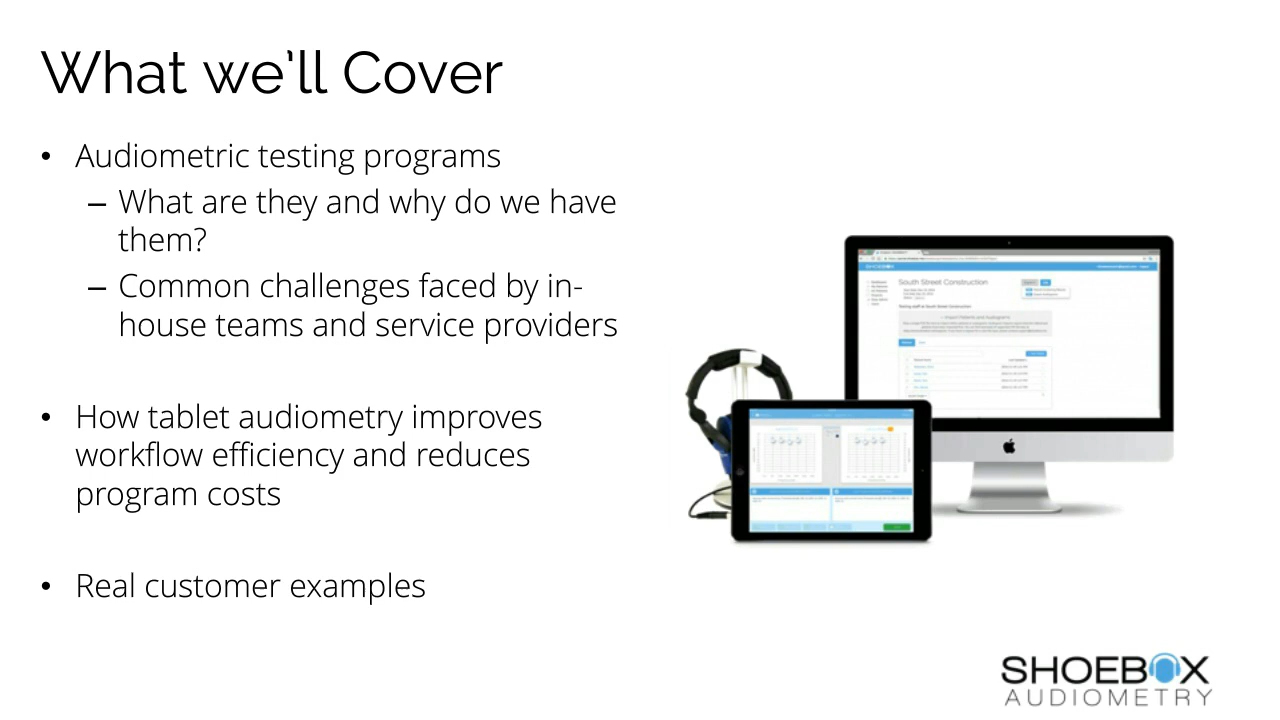 What we’ll Cover
• Audiometric testing programs
– What are they and why do we have
them?
– Common challenges faced by in-
house teams and service providers
• How tablet audiometry improves
workflow efficiency and reduces
program costs
• Real customer examples
SHOEBOX
South Street Construction
SHOEBOX
AUDIOMETRY